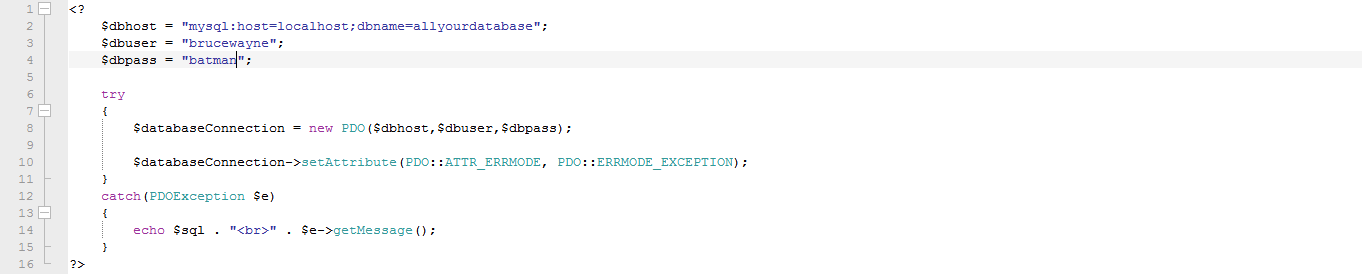 1 <?
2 $dbhost = "mysql:host=localhost;dbname=allyourdatabase";
3 $dbuser = "brucewayne";
4 $dbpass = "batman";
5
6 try
7 {
8 $databaseConnection = new PDO($dbhost,$dbuser,$dbpass);
9
10 $databaseConnection->setAttribute(PDO::ATTR_ERRMODE, PDO::ERRMODE_EXCEPTION);
11 }
12 catch(PDOException $e)
13 {
14 echo $sql . "<br>" . $e->getMessage();
15 }
16 ?>